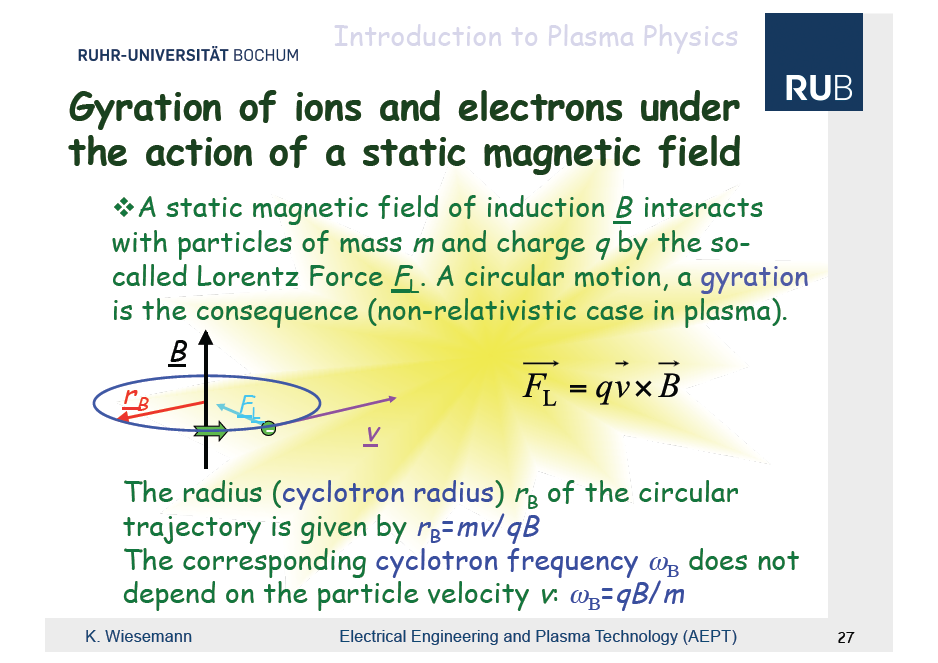 Introduction to Plasma Physics
RUHR-UNIVERSITÄT BOCHUM
RUB
Gyration of ions and electrons under
the action of a static magnetic field
❖A static magnetic field of induction B interacts
with particles of mass m and charge q by the so-
called Lorentz Force F_L. A circular motion, a gyration
is the consequence (non-relativistic case in plasma).
B
r_B
F_L
v
F_L = qv × B
The radius (cyclotron radius) r_B of the circular
trajectory is given by r_B=mv/qB
The corresponding cyclotron frequency ω_B does not
depend on the particle velocity v: ω_B=qB/m
K. Wiesemann
Electrical Engineering and Plasma Technology (AEPT)
27